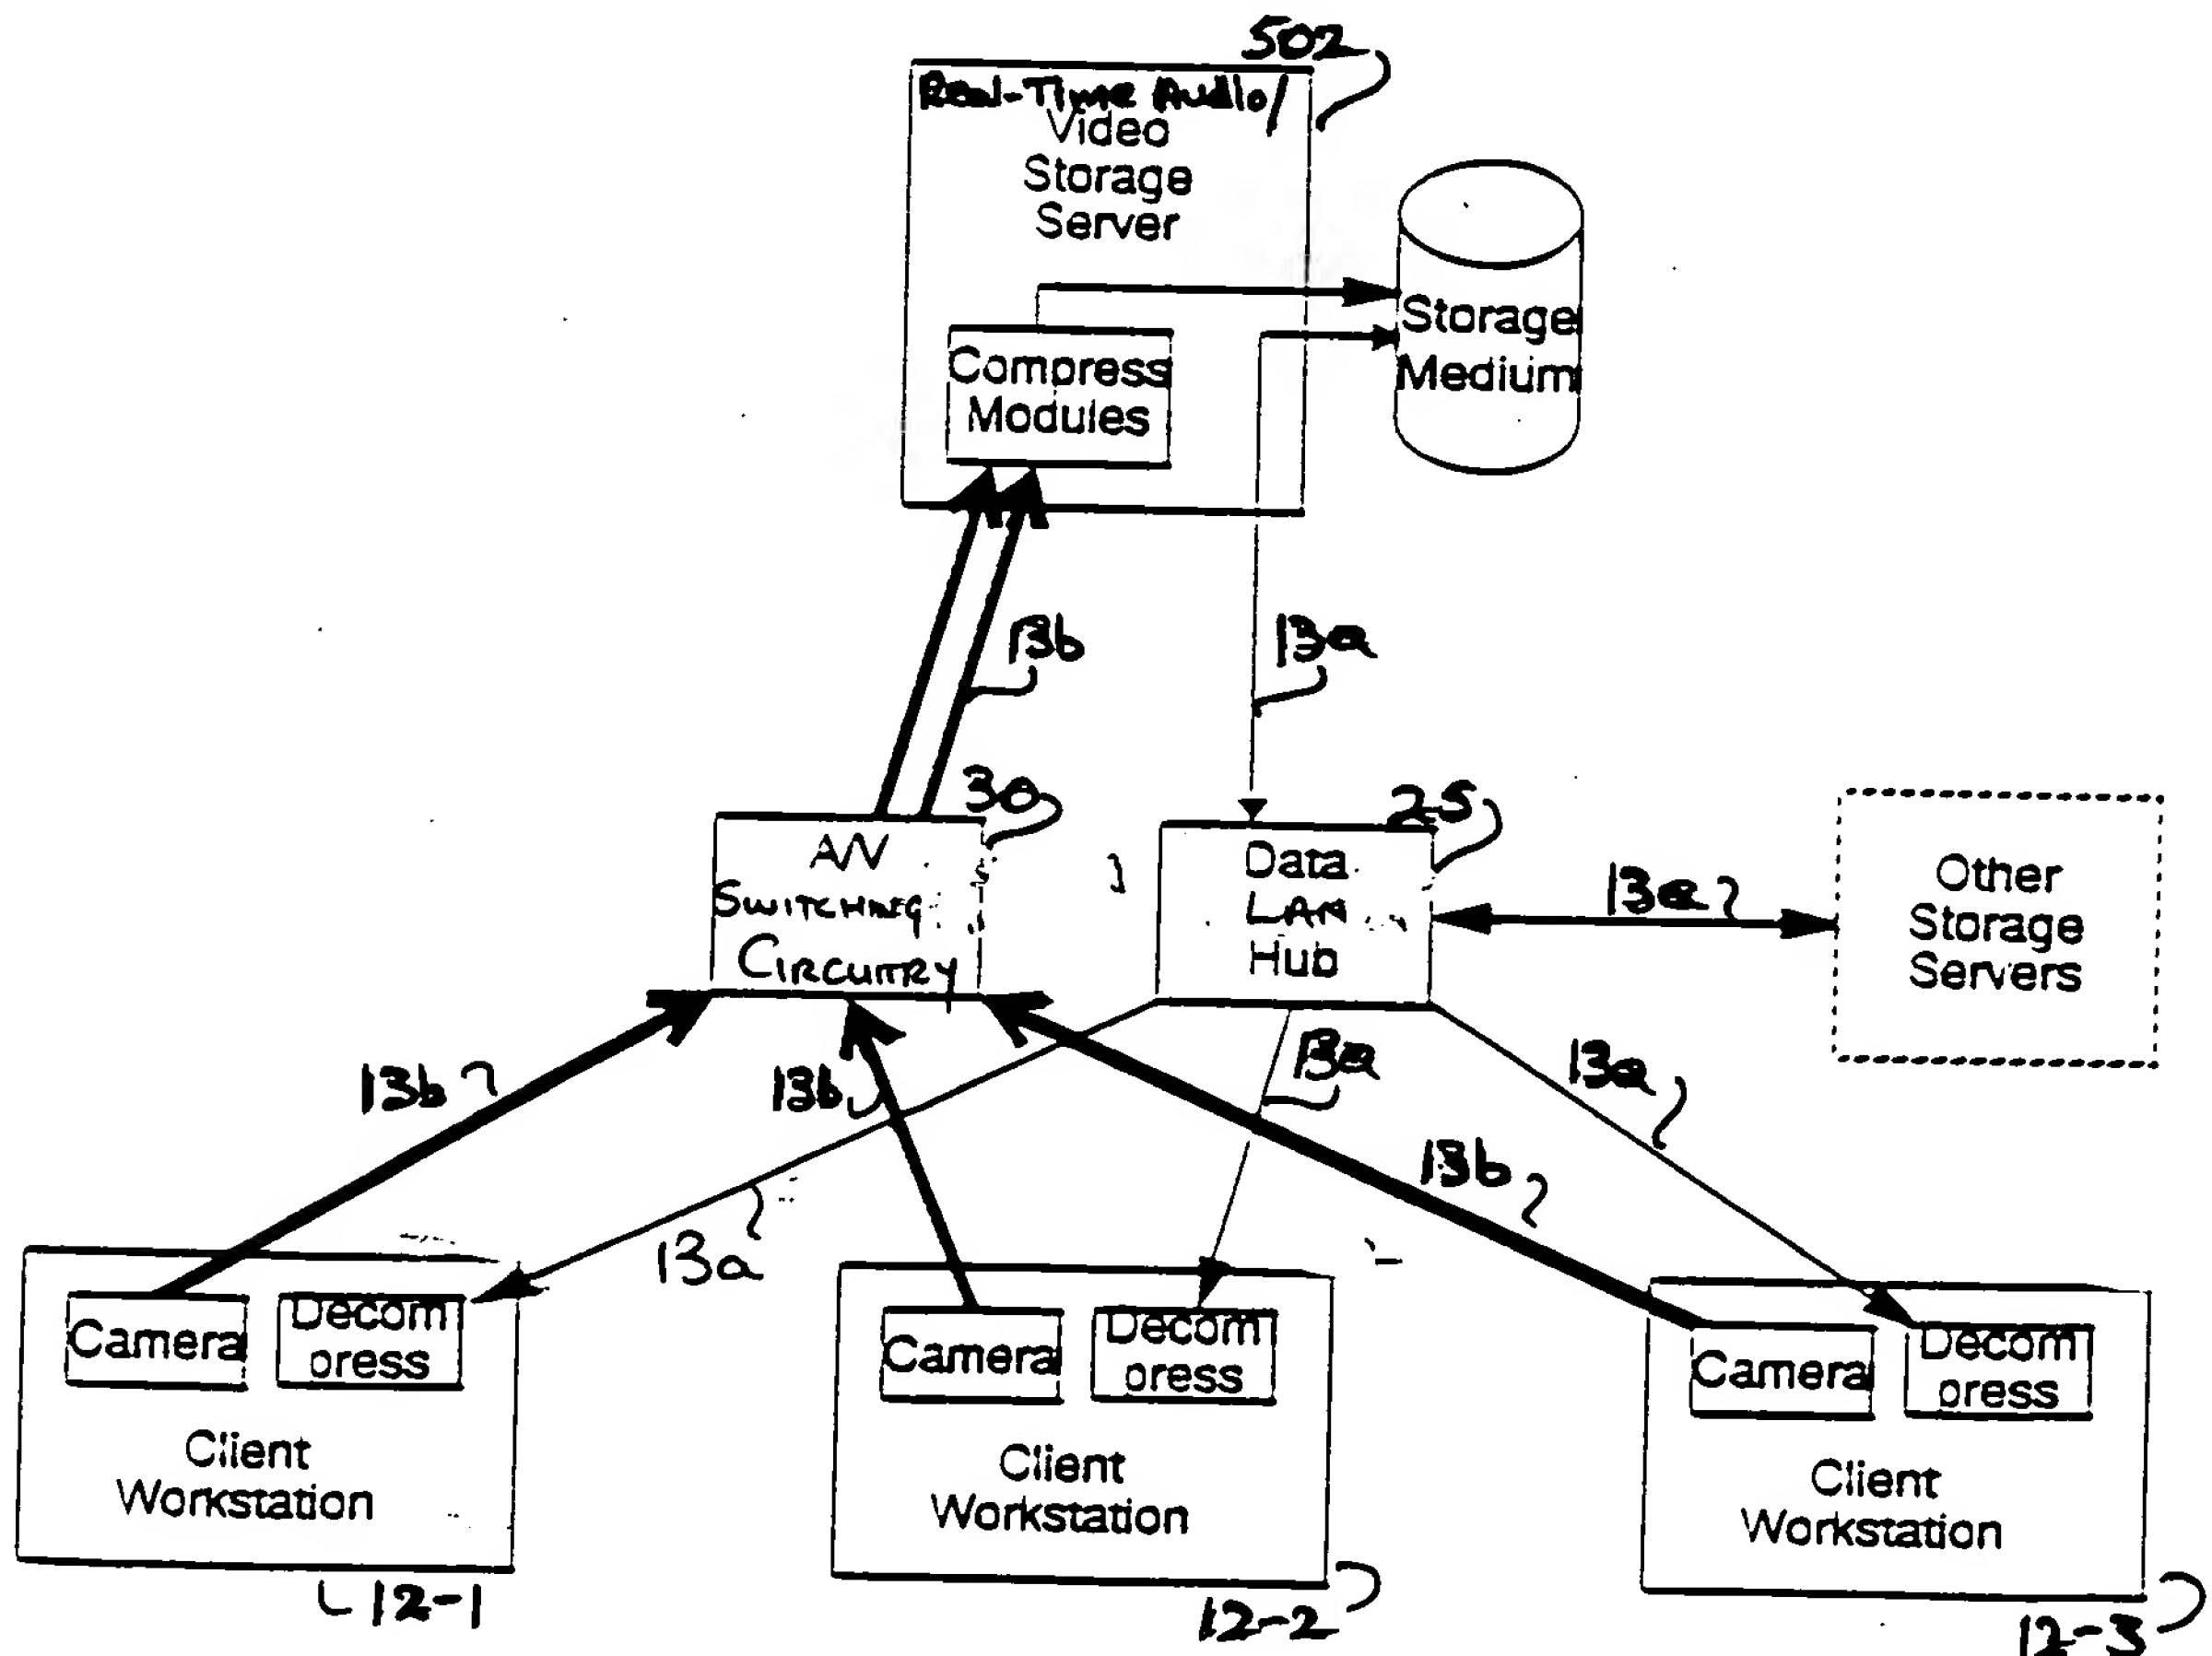 502
Real-Time Audio/
Video
Storage
Server
Storage
Medium
Compress
Modules
13b
13a
30
25
A/V
Switching
Circuitry
Data
LAN
Hub
13a
Other
Storage
Servers
13b
13b
13a
13a
13b
13a
Camera
Decom
press
Client
Workstation
12-1
Camera
Decom
press
Client
Workstation
12-2
Camera
Decom
press
Client
Workstation
12-3